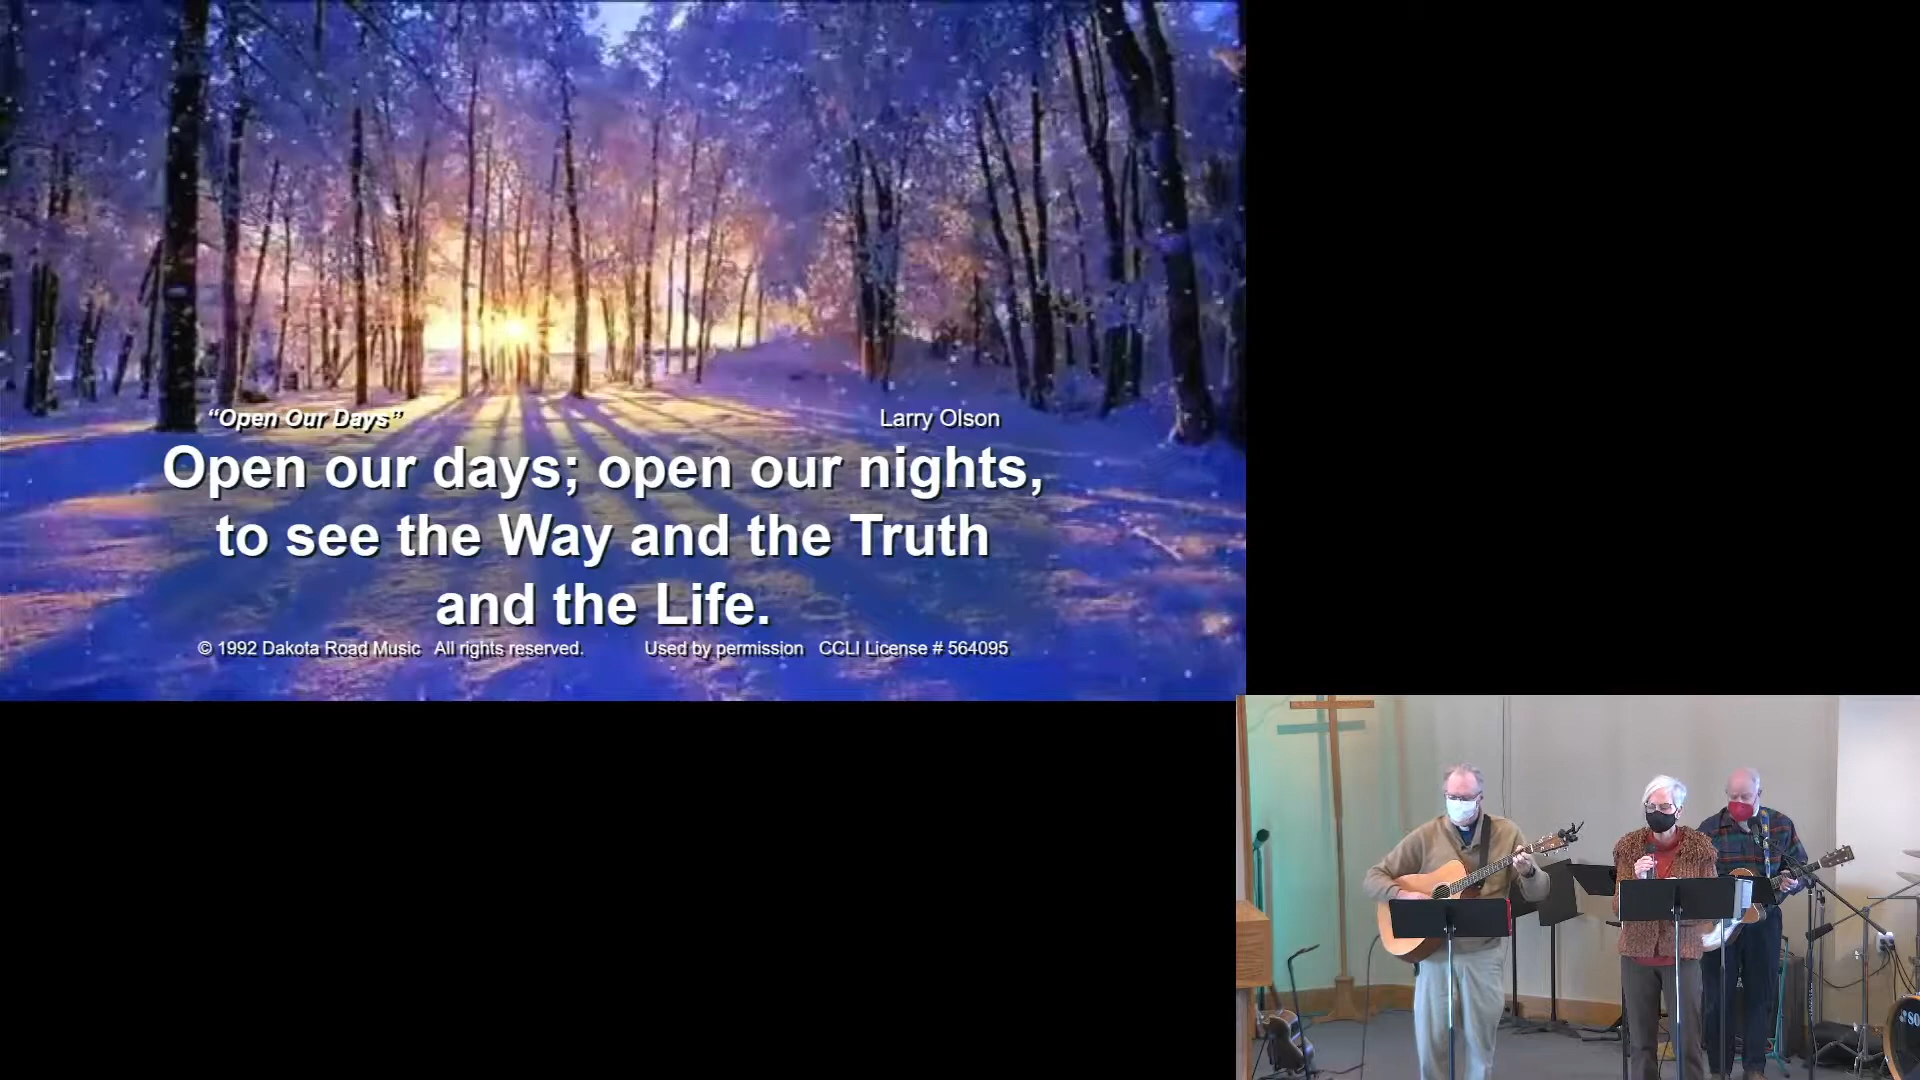 “Open Our Days” Larry Olson
Open our days; open our nights,
to see the Way and the Truth
and the Life.
© 1992 Dakota Road Music All rights reserved. Used by permission CCLI License # 564095